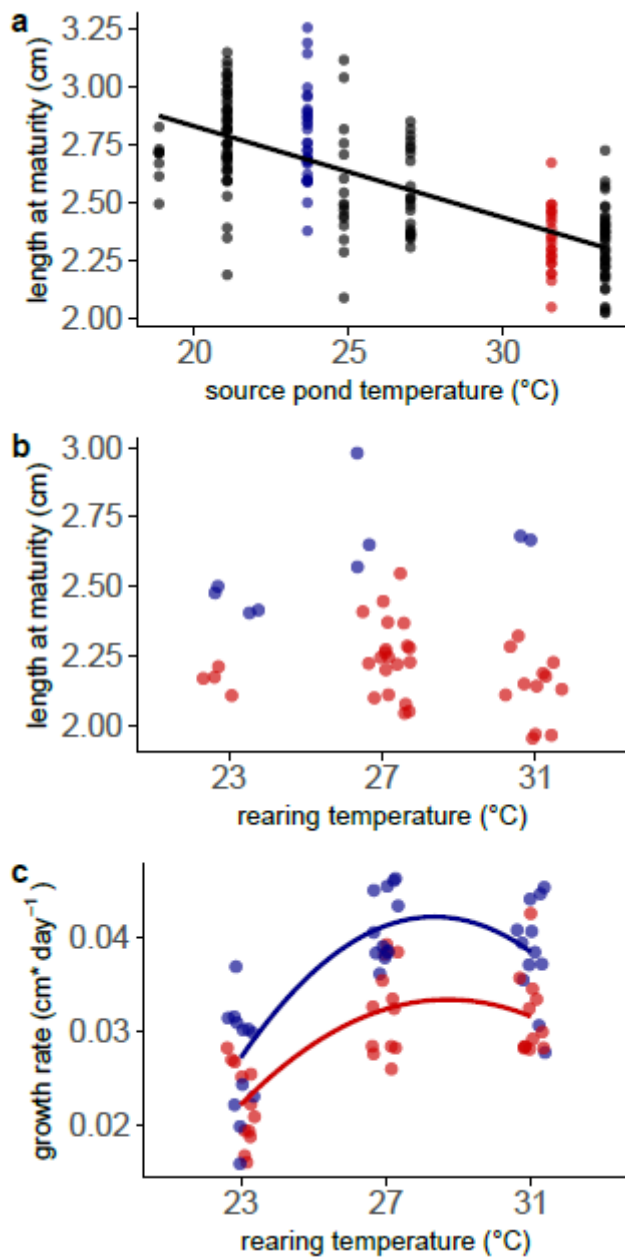 a
length at maturity (cm)
3.25
3.00
2.75
2.50
2.25
2.00
20
25
30
source pond temperature (°C)
b
length at maturity (cm)
3.00
2.75
2.50
2.25
2.00
23
27
31
rearing temperature (°C)
c
growth rate (cm* day⁻¹)
0.04
0.03
0.02
23
27
31
rearing temperature (°C)